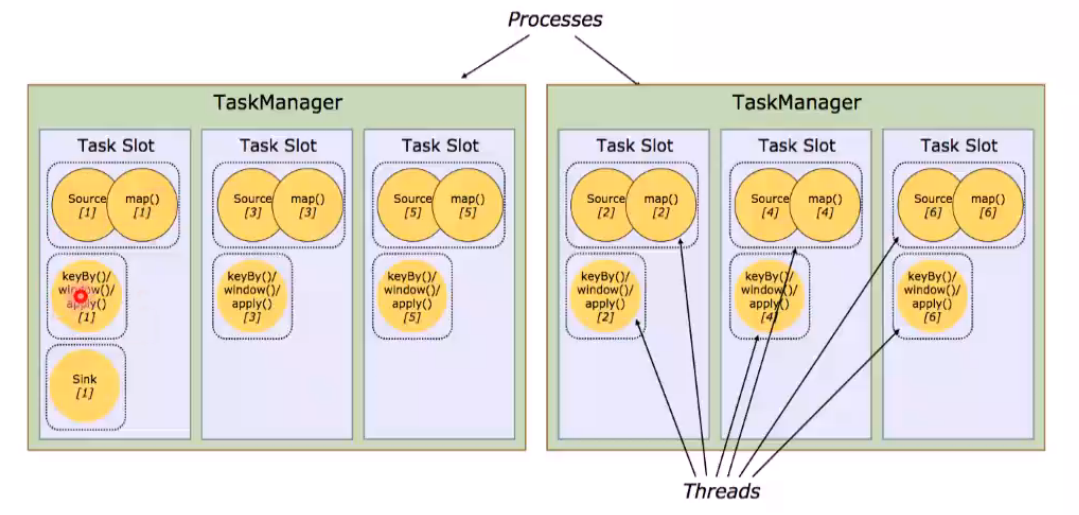 Processes
TaskManager
Task Slot
Source
[1]
map()
[1]
keyBy()/
window()/
apply()
[1]
Sink
[1]
Task Slot
Source
[3]
map()
[3]
keyBy()/
window()/
apply()
[3]
Task Slot
Source
[5]
map()
[5]
keyBy()/
window()/
apply()
[5]
TaskManager
Task Slot
Source
[2]
map()
[2]
keyBy()/
window()/
apply()
[2]
Task Slot
Source
[4]
map()
[4]
keyBy()/
window()/
apply()
[4]
Task Slot
Source
[6]
map()
[6]
keyBy()/
window()/
apply()
[6]
Threads